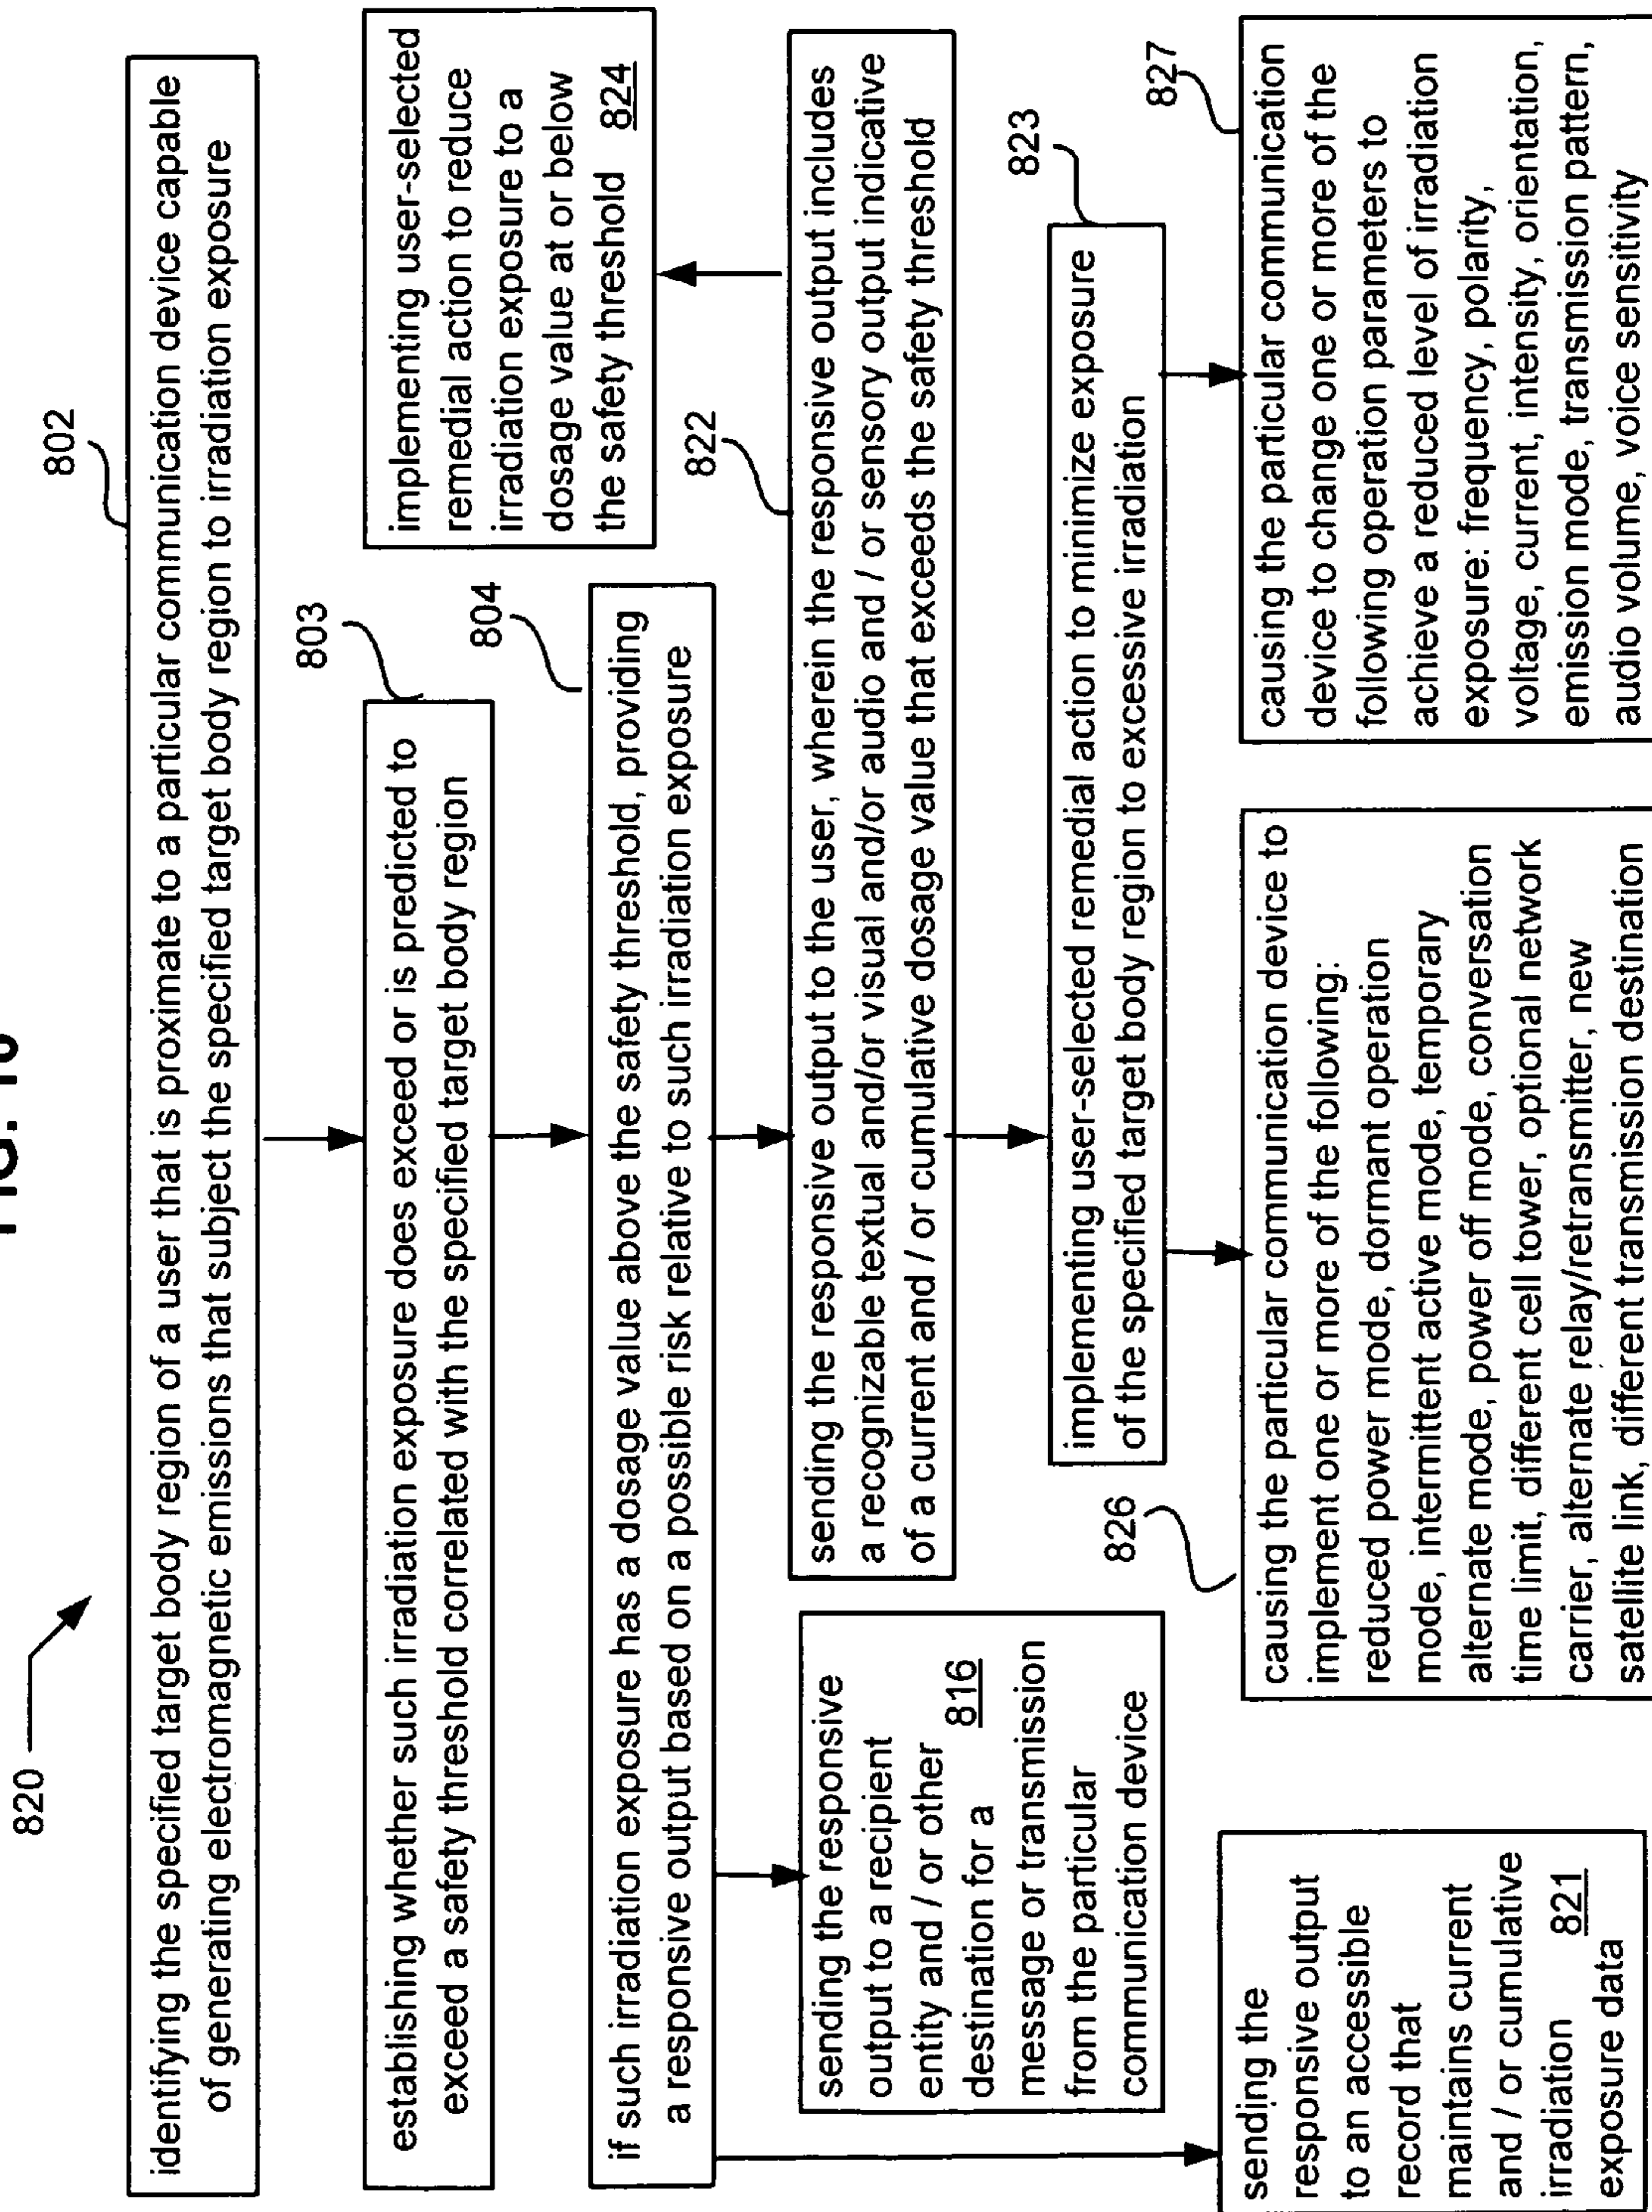 820
802
identifying the specified target body region of a user that is proximate to a particular communication device capable
of generating electromagnetic emissions that subject the specified target body region to irradiation exposure
803
establishing whether such irradiation exposure does exceed or is predicted to
exceed a safety threshold correlated with the specified target body region
implementing user-selected
remedial action to reduce
irradiation exposure to a
dosage value at or below
the safety threshold 824
804
if such irradiation exposure has a dosage value above the safety threshold, providing
a responsive output based on a possible risk relative to such irradiation exposure
822
sending the responsive output to the user, wherein the responsive output includes
a recognizable textual and/or visual and/or audio and / or sensory output indicative
of a current and / or cumulative dosage value that exceeds the safety threshold
sending the responsive
output to a recipient
entity and / or other
destination for a 816
message or transmission
from the particular
communication device
823
implementing user-selected remedial action to minimize exposure
of the specified target body region to excessive irradiation
sending the
responsive output
to an accessible
record that
maintains current
and / or cumulative
irradiation 821
exposure data
826
causing the particular communication device to
implement one or more of the following:
reduced power mode, dormant operation
mode, intermittent active mode, temporary
alternate mode, power off mode, conversation
time limit, different cell tower, optional network
carrier, alternate relay/retransmitter, new
satellite link, different transmission destination
827
causing the particular communication
device to change one or more of the
following operation parameters to
achieve a reduced level of irradiation
exposure: frequency, polarity,
voltage, current, intensity, orientation,
emission mode, transmission pattern,
audio volume, voice sensitivity